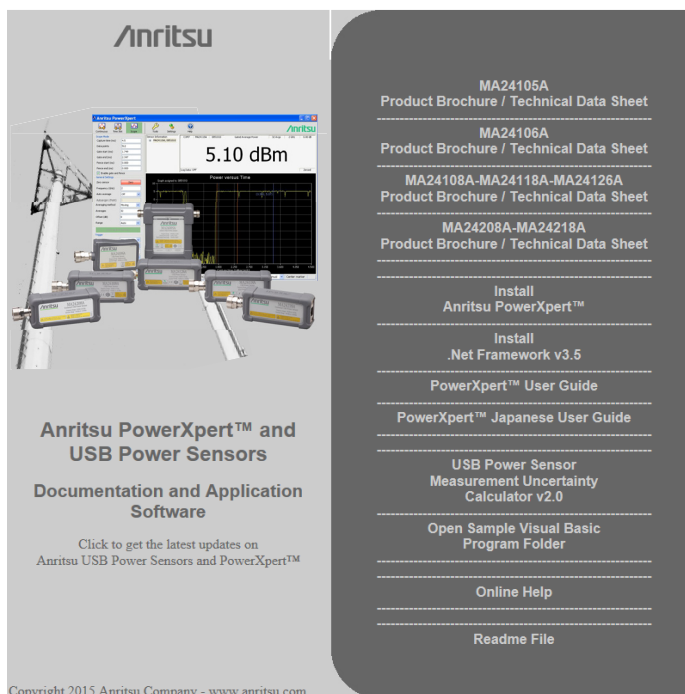 Anritsu
Anritsu PowerXpert
Anritsu
5.10 dBm
Power versus Time
Anritsu PowerXpert™ and
USB Power Sensors
Documentation and Application
Software
Click to get the latest updates on
Anritsu USB Power Sensors and PowerXpert™
Copyright 2015 Anritsu Company - www.anritsu.com
MA24105A
Product Brochure / Technical Data Sheet
MA24106A
Product Brochure / Technical Data Sheet
MA24108A-MA24118A-MA24126A
Product Brochure / Technical Data Sheet
MA24208A-MA24218A
Product Brochure / Technical Data Sheet
Install
Anritsu PowerXpert™
Install
.Net Framework v3.5
PowerXpert™ User Guide
PowerXpert™ Japanese User Guide
USB Power Sensor
Measurement Uncertainty
Calculator v2.0
Open Sample Visual Basic
Program Folder
Online Help
Readme File